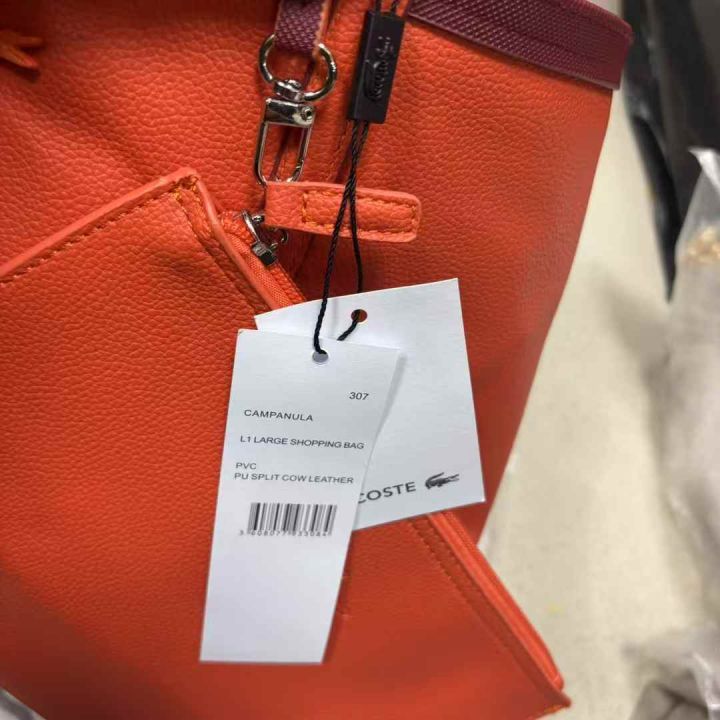 307
CAMPANULA
L1 LARGE SHOPPING BAG
PVC
PU SPLIT COW LEATHER
COSTE